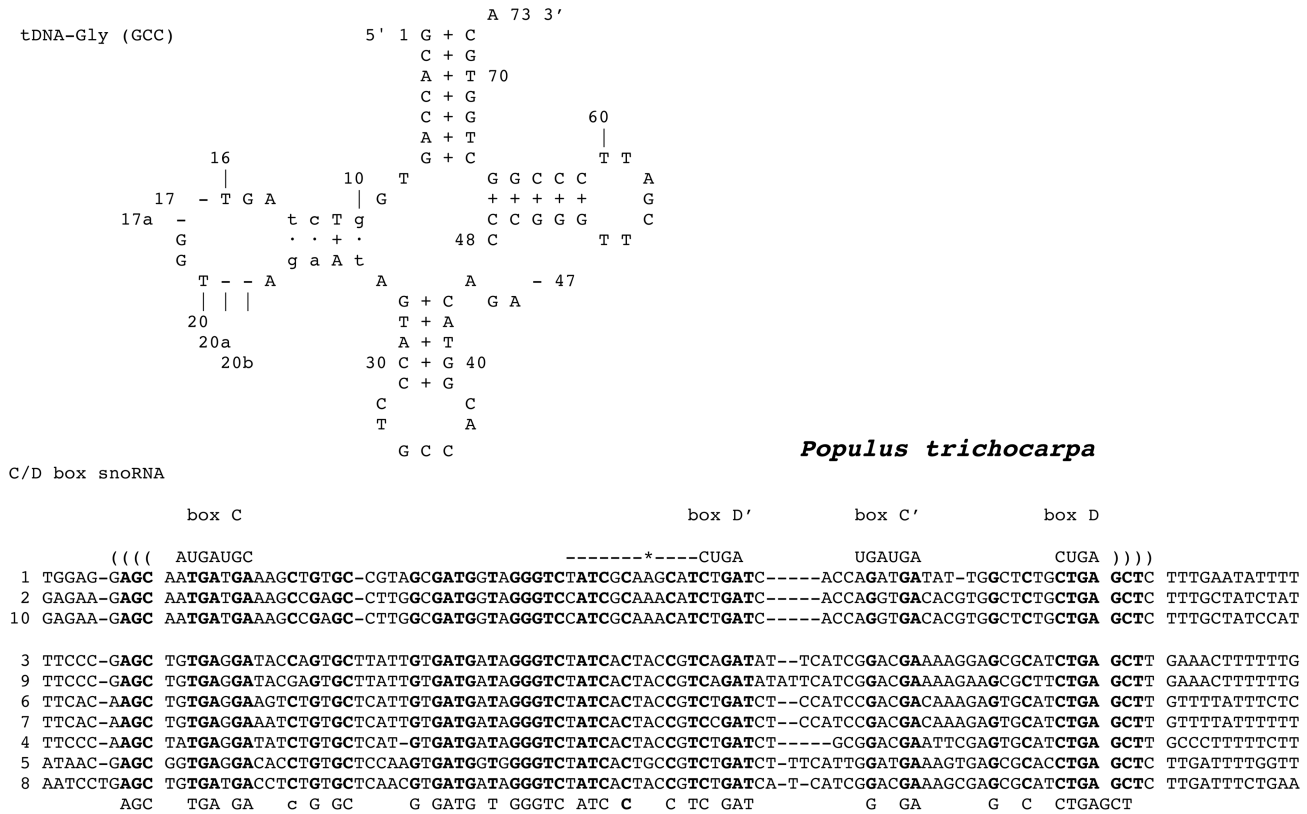 A 73 3′
tDNA-Gly (GCC) 5' 1 G + C
C + G
A + T 70
C + G
C + G 60
A + T |
16 G + C T T
| 10 T G G C C C A
17 - T G A | G + + + + + G
17a - t c T g C C G G G C
G · · + · 48 C T T
G g a A t
T - - A A A - 47
| | | G + C G A
20 T + A
20a A + T
20b 30 C + G 40
C + G
C C
T A
G C C
Populus trichocarpa
C/D box snoRNA
box C box D′ box C′ box D
(((( AUGAUGC -------*----CUGA UGAUGA CUGA ))))
1 TGGAG-GAGC AATGATGAAAGCTGTGC-CGTAGCGATGGTAGGGTCTATCGCAAGCATCTGATC-----ACCAGATGATAT-TGGCTCTGCTGA GCTC TTTGAATATTTT
2 GAGAA-GAGC AATGATGAAAGCCGAGC-CTTGGCGATGGTAGGGTCCATCGCAAACATCTGATC-----ACCAGGTGACACGTGGCTCTGCTGA GCTC TTTGCTATCTAT
10 GAGAA-GAGC AATGATGAAAGCCGAGC-CTTGGCGATGGTAGGGTCTATCGCAAACATCTGATC-----ACCAGGTGACACGTGGCTCTGCTGA GCTC TTTGCTATCCAT
3 TTCCC-GAGC TGTGAGGATACCAGTGCTTATTGTGATGATAGGGTCTATCACTACCGTCAGATAT--TCATCGGACGAAAAGGAGCGCATCTGA GCTT GAAACTTTTTTG
9 TTCCC-GAGC TGTGAGGATACGAGTGCTTATTGTGATGATAGGGTCTATCACTACCGTCAGATATATTCATCGGACGAAAAGAAGCGCTTCTGA GCTT GAAACTTTTTTG
6 TTCAC-AAGC TGTGAGGAAGTCTGTGCTCATTGTGATGATAGGGTCTATCACTACCGTCTGATCT--CCATCCGACGACAAAGAGTGCATCTGA GCTT GTTTTATTTCTC
7 TTCAC-AAGC TGTGAGGAAATCTGTGCTCATTGTGATGATAGGGTCTATCACTACCGTCCGATCT--CCATCCGACGACAAAGAGTGCATCTGA GCTT GTTTTATTTTTT
4 TTCCC-AAGC TATGAGGATATCTGTGCTCAT-GTGATGATAGGGTCTATCACTACCGTCTGATCT-----GCGGACGAATTCGAGTGCATCTGA GCTT GCCCTTTTTCTT
5 ATAAC-GAGC GGTGAGGACACCTGTGCTCCAAGTGATGGTGGGGTCTATCACTGCCGTCTGATCT--TTCATTGGATGAAAGTGAGCGCACCTGA GCTC TTGATTTTGGTT
8 AATCCTGAGC TGTGATGACCTCTGTGCTCAACGTGATGATAGGGTCTATCACTACCGTCTGATCA-T-CATCGGACGAAAGCGAGCGCATCTGA GCTC TTGATTTCTGAA
AGC TGA GA c G GC G GATG T GGGTC ATC C C TC GAT G GA G C CTGAGCT